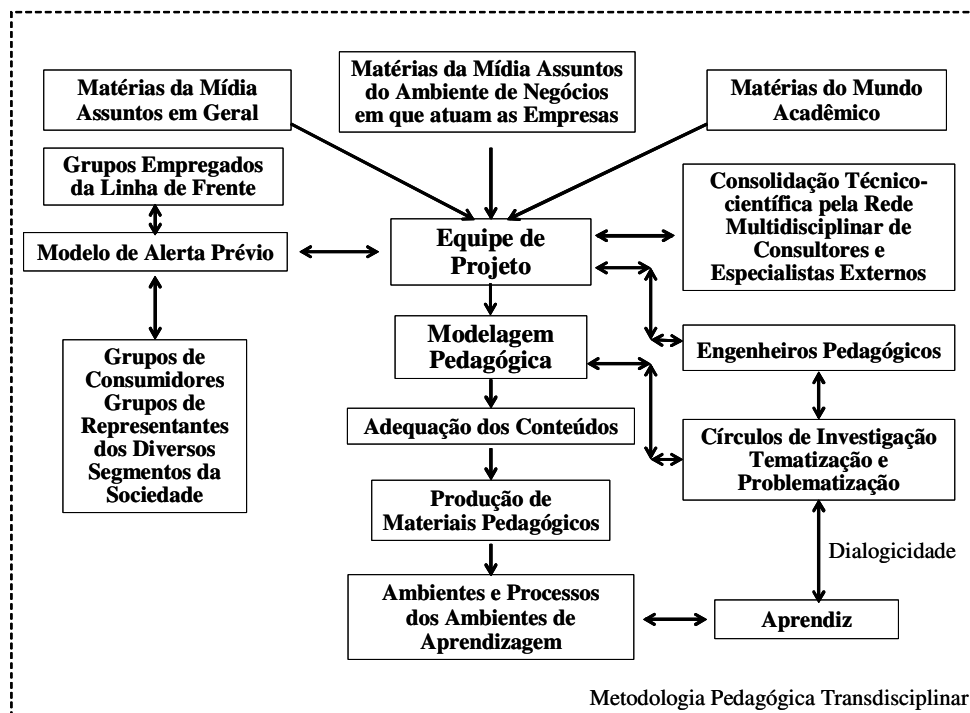 Matérias da Mídia
Assuntos em Geral
Matérias da Mídia Assuntos
do Ambiente de Negócios
em que atuam as Empresas
Matérias do Mundo
Acadêmico
Grupos Empregados
da Linha de Frente
Modelo de Alerta Prévio
Equipe de
Projeto
Consolidação Técnico-
científica pela Rede
Multidisciplinar de
Consultores e
Especialistas Externos
Modelagem
Pedagógica
Engenheiros Pedagógicos
Grupos de
Consumidores
Grupos de
Representantes
dos Diversos
Segmentos da
Sociedade
Adequação dos Conteúdos
Círculos de Investigação
Tematização e
Problematização
Produção de
Materiais Pedagógicos
Dialogicidade
Ambientes e Processos
dos Ambientes de
Aprendizagem
Aprendiz
Metodologia Pedagógica Transdisciplinar